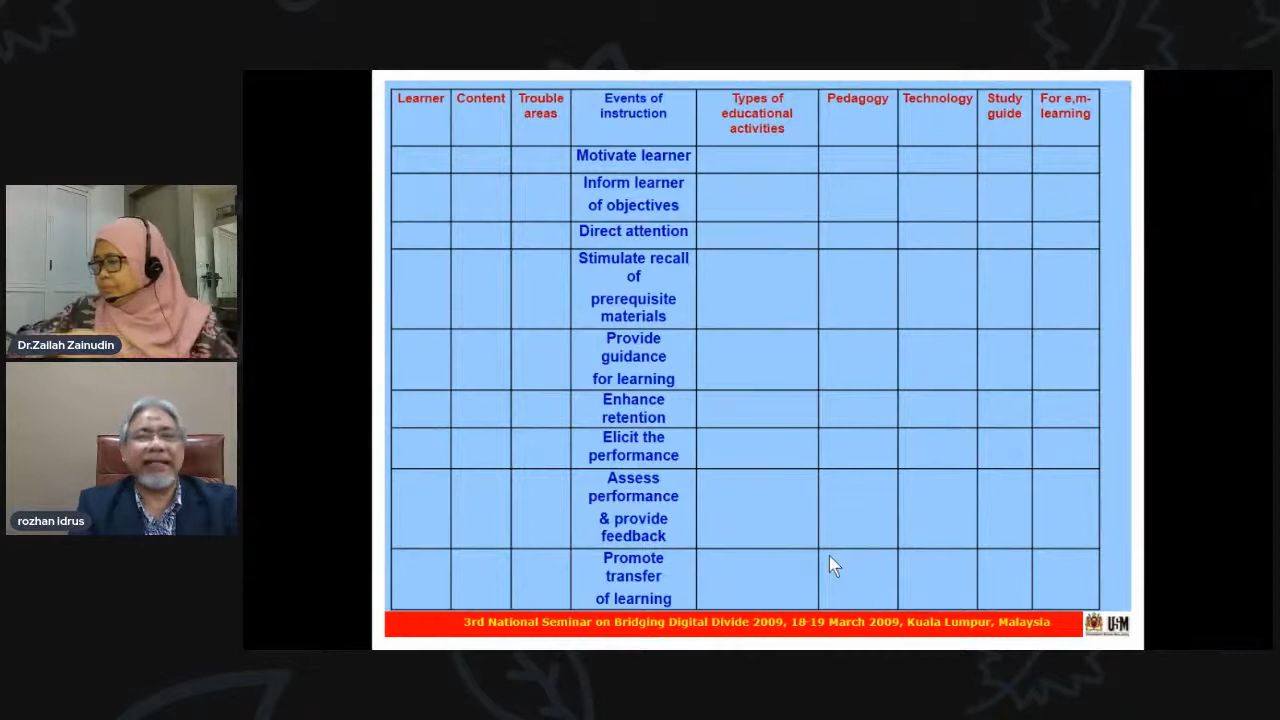 Learner
Content
Trouble
areas
Events of
instruction
Types of
educational
activities
Pedagogy
Technology
Study
guide
For e,m-
learning
Motivate learner
Inform learner
of objectives
Direct attention
Stimulate recall
of
prerequisite
materials
Provide
guidance
for learning
Enhance
retention
Elicit the
performance
Assess
performance
& provide
feedback
Promote
transfer
of learning
3rd National Seminar on Bridging Digital Divide 2009, 18-19 March 2009, Kuala Lumpur, Malaysia
USM
Dr.Zailah Zainudin
rozhan idrus